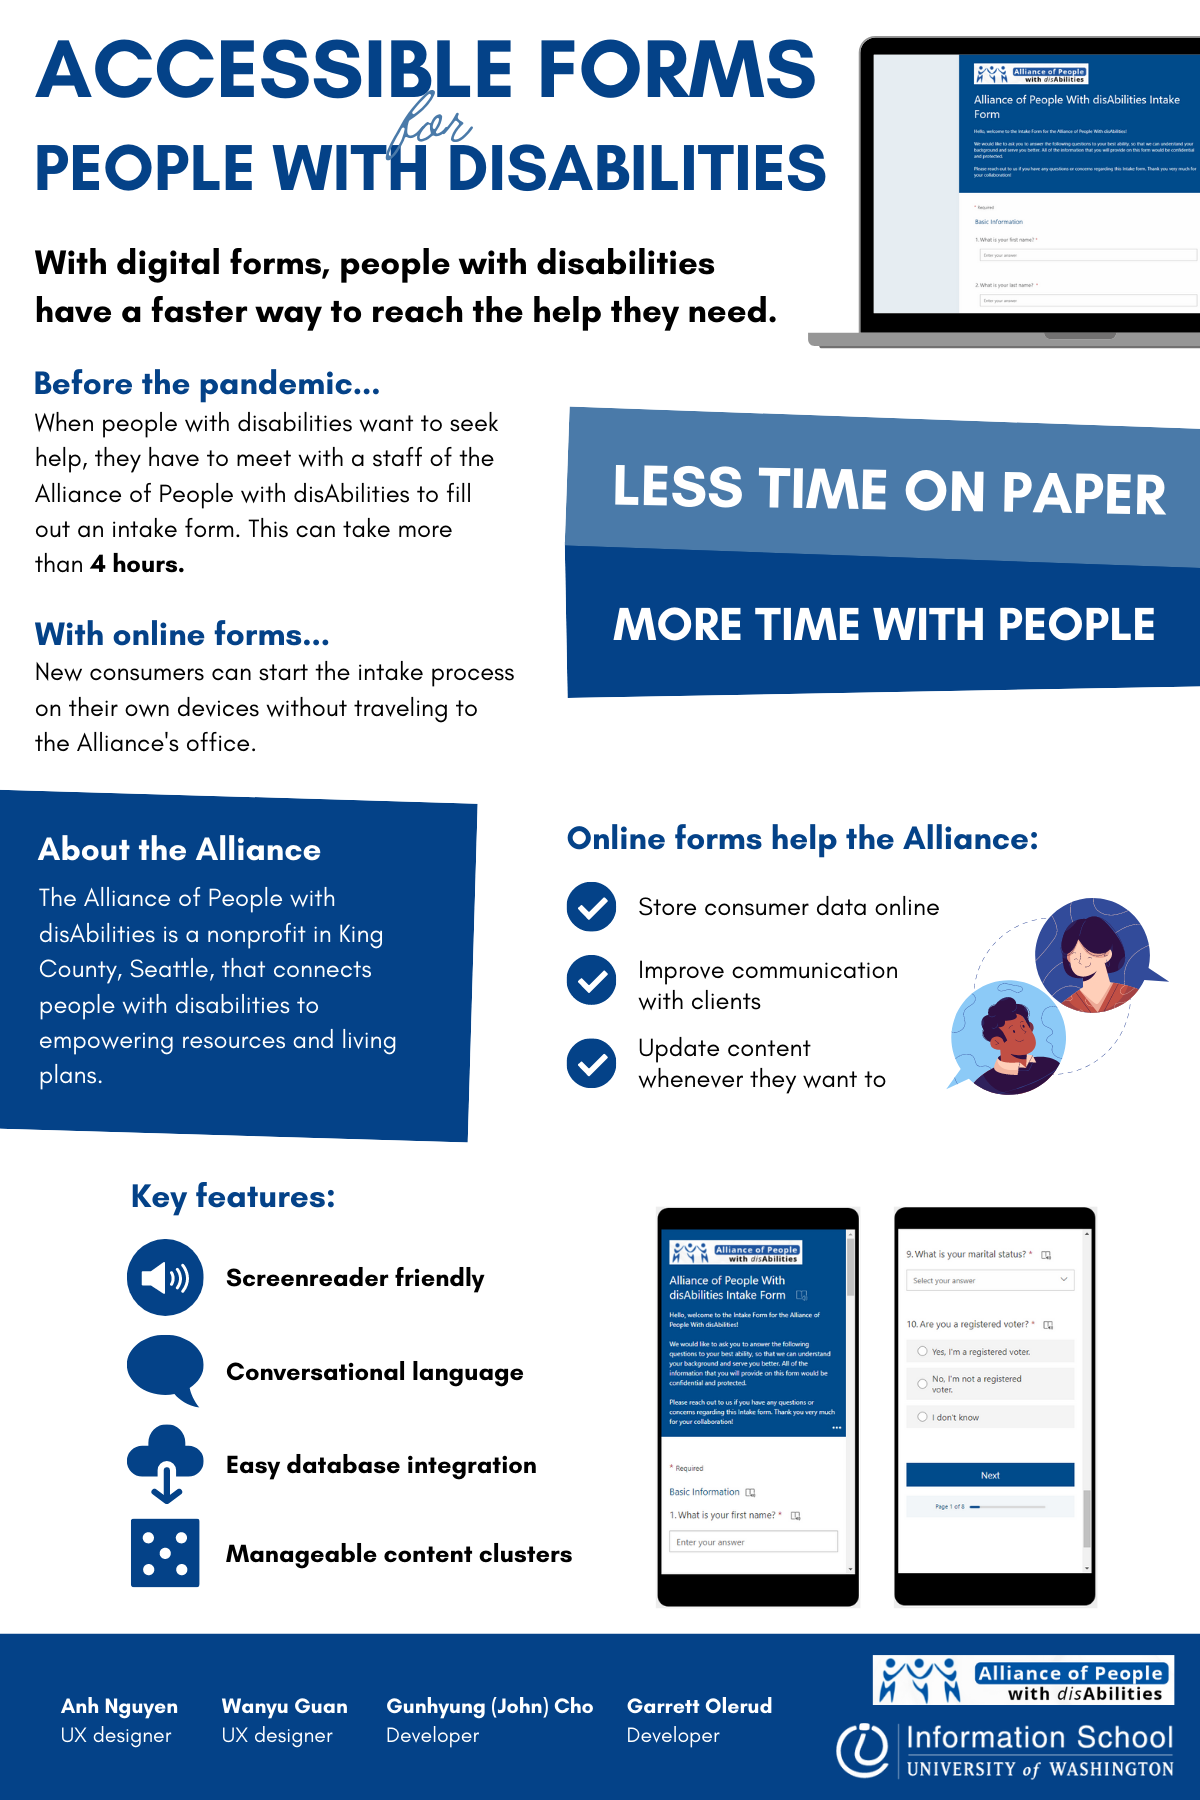 ACCESSIBLE FORMS
for
PEOPLE WITH DISABILITIES
With digital forms, people with disabilities
have a faster way to reach the help they need.
Alliance of People
with disAbilities
Alliance of People With disAbilities Intake
Form
Hello, welcome to the Intake Form for the Alliance of People With disAbilities!
We would like to ask you to answer the following questions to your best ability, so that we can understand your
background and serve you better. All of the information that you will provide on this form would be confidential
and protected.
Please reach out to us if you have any questions or concerns regarding this Intake form. Thank you very much for
your collaboration!
* Required
Basic Information
1. What is your first name? *
Enter your answer
2. What is your last name? *
Enter your answer
Before the pandemic...
When people with disabilities want to seek
help, they have to meet with a staff of the
Alliance of People with disAbilities to fill
out an intake form. This can take more
than 4 hours.
LESS TIME ON PAPER
MORE TIME WITH PEOPLE
With online forms...
New consumers can start the intake process
on their own devices without traveling to
the Alliance's office.
About the Alliance
The Alliance of People with
disAbilities is a nonprofit in King
County, Seattle, that connects
people with disabilities to
empowering resources and living
plans.
Online forms help the Alliance:
Store consumer data online
Improve communication
with clients
Update content
whenever they want to
Key features:
Screenreader friendly
Conversational language
Easy database integration
Manageable content clusters
Alliance of People
with disAbilities
Alliance of People With
disAbilities Intake Form
Hello, welcome to the Intake Form for the Alliance of
People With disAbilities!
We would like to ask you to answer the following
questions to your best ability, so that we can understand
your background and serve you better. All of the
information that you will provide on this form would be
confidential and protected.
Please reach out to us if you have any questions or
concerns regarding this Intake form. Thank you very much
for your collaboration!
* Required
Basic Information
1. What is your first name? *
Enter your answer
9. What is your marital status? *
Select your answer
10. Are you a registered voter? *
Yes, I'm a registered voter.
No, I'm not a registered
voter.
I don't know
Next
Page 1 of 8
Anh Nguyen
UX designer
Wanyu Guan
UX designer
Gunhyung (John) Cho
Developer
Garrett Olerud
Developer
Alliance of People
with disAbilities
Information School
UNIVERSITY of WASHINGTON